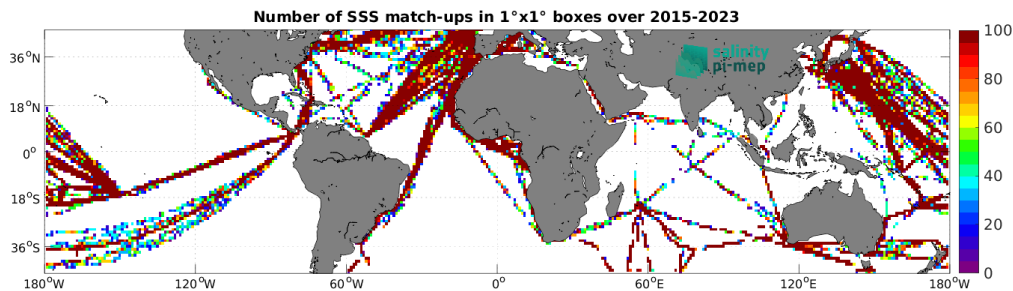 Number of SSS match-ups in 1°x1° boxes over 2015-2023
salinity
pi-mep
36°N
18°N
0°
18°S
36°S
180°W
120°W
60°W
0°
60°E
120°E
180°W
100
80
60
40
20
0